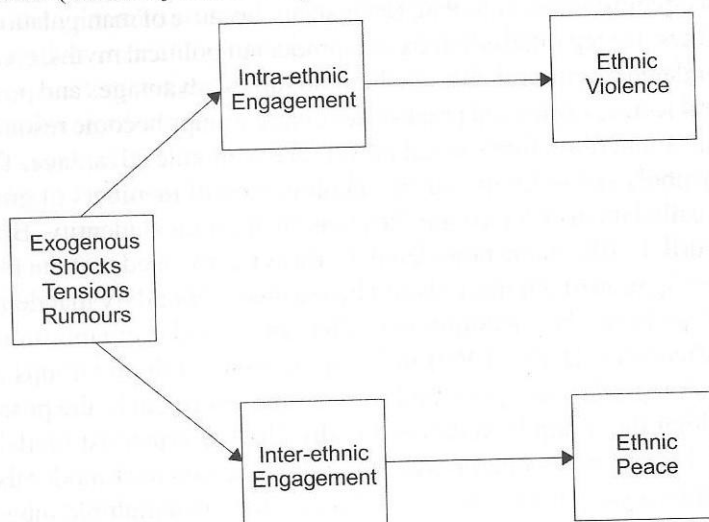 Intra-ethnic
Engagement
Ethnic
Violence
Exogenous
Shocks
Tensions
Rumours
Inter-ethnic
Engagement
Ethnic
Peace